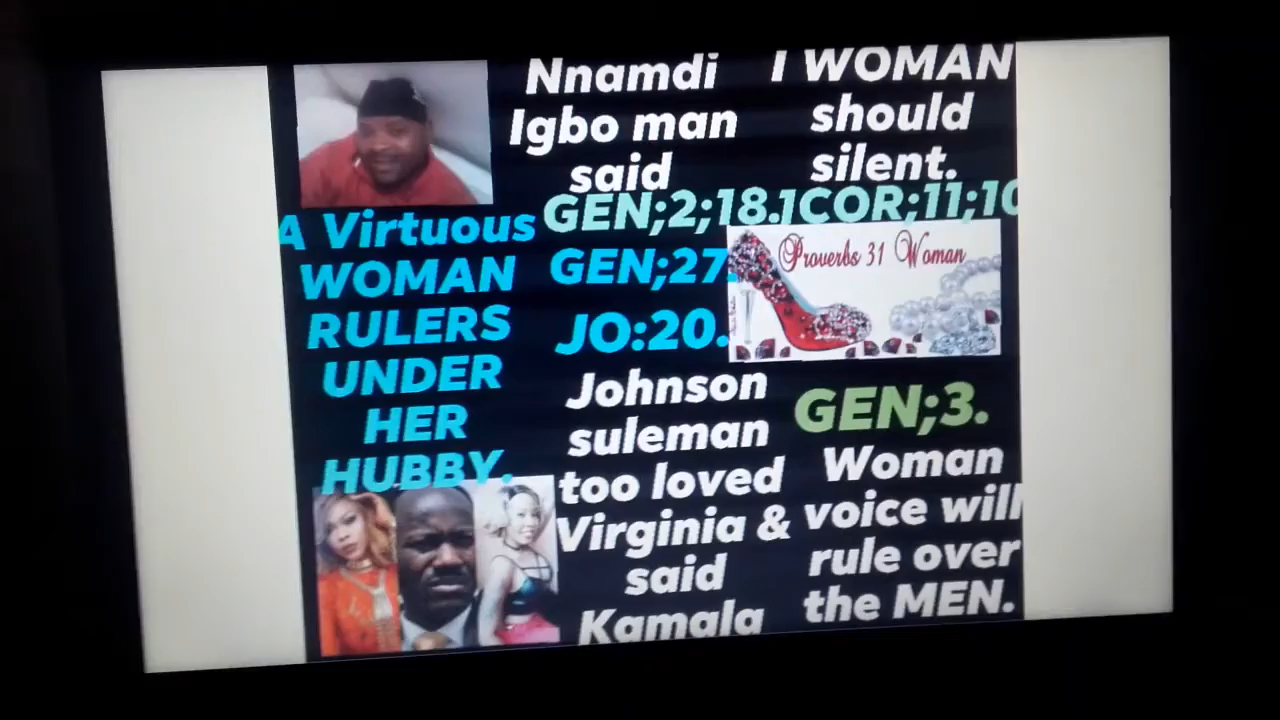 Nnamdi
Igbo man
said
I WOMAN
should
silent.
GEN;2;18.1COR;11;10
A Virtuous
WOMAN
RULERS
UNDER
HER
HUBBY.
GEN;27.
JO:20.
Proverbs 31 Woman
Johnson
suleman
too loved
Virginia &
said
Kamala
GEN;3.
Woman
voice will
rule over
the MEN.